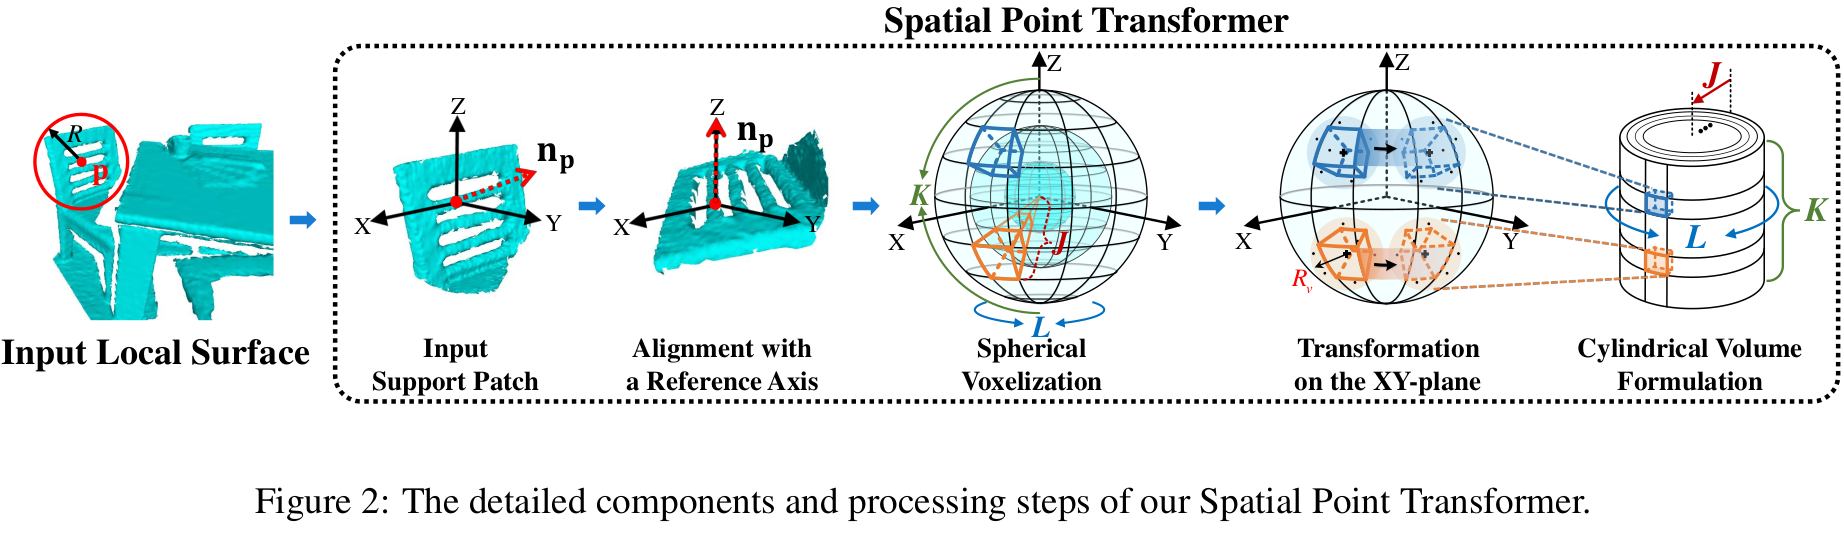 Spatial Point Transformer
R
p
Input Local Surface
Z
n_p
X
Y
Input
Support Patch
Z
n_p
X
Y
Alignment with
a Reference Axis
Z
K
J
X
Y
L
Spherical
Voxelization
Z
X
Y
R_v
Transformation
on the XY-plane
J
K
L
Cylindrical Volume
Formulation
Figure 2: The detailed components and processing steps of our Spatial Point Transformer.